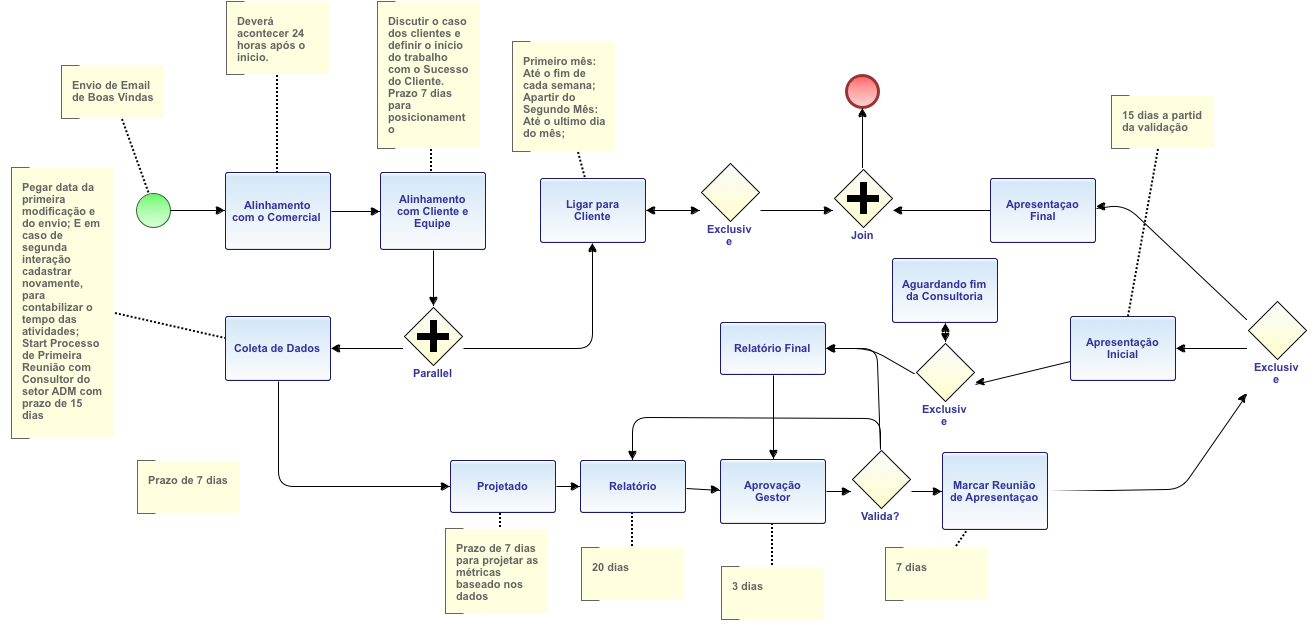 Deverá
acontecer 24
horas após o
inicio.
Discutir o caso
dos clientes e
definir o início
do trabalho
com o Sucesso
do Cliente.
Prazo 7 dias
para
posicionament
o
Primeiro mês:
Até o fim de
cada semana;
Apartir do
Segundo Mês:
Até o ultimo dia
do mês;
Envio de Email
de Boas Vindas
15 dias a partid
da validação
Pegar data da
primeira
modificação e
do envio; E em
caso de
segunda
interação
cadastrar
novamente,
para
contabilizar o
tempo das
atividades;
Start Processo
de Primeira
Reunião com
Consultor do
setor ADM com
prazo de 15
dias
Alinhamento
com o Comercial
Alinhamento
com Cliente e
Equipe
Ligar para
Cliente
Exclusiv
e
Join
Apresentaçao
Final
Aguardando fim
da Consultoria
Coleta de Dados
Parallel
Relatório Final
Exclusiv
e
Apresentação
Inicial
Exclusiv
e
Prazo de 7 dias
Projetado
Relatório
Aprovação
Gestor
Valida?
Marcar Reunião
de Apresentaçao
Prazo de 7 dias
para projetar as
métricas
baseado nos
dados
20 dias
3 dias
7 dias